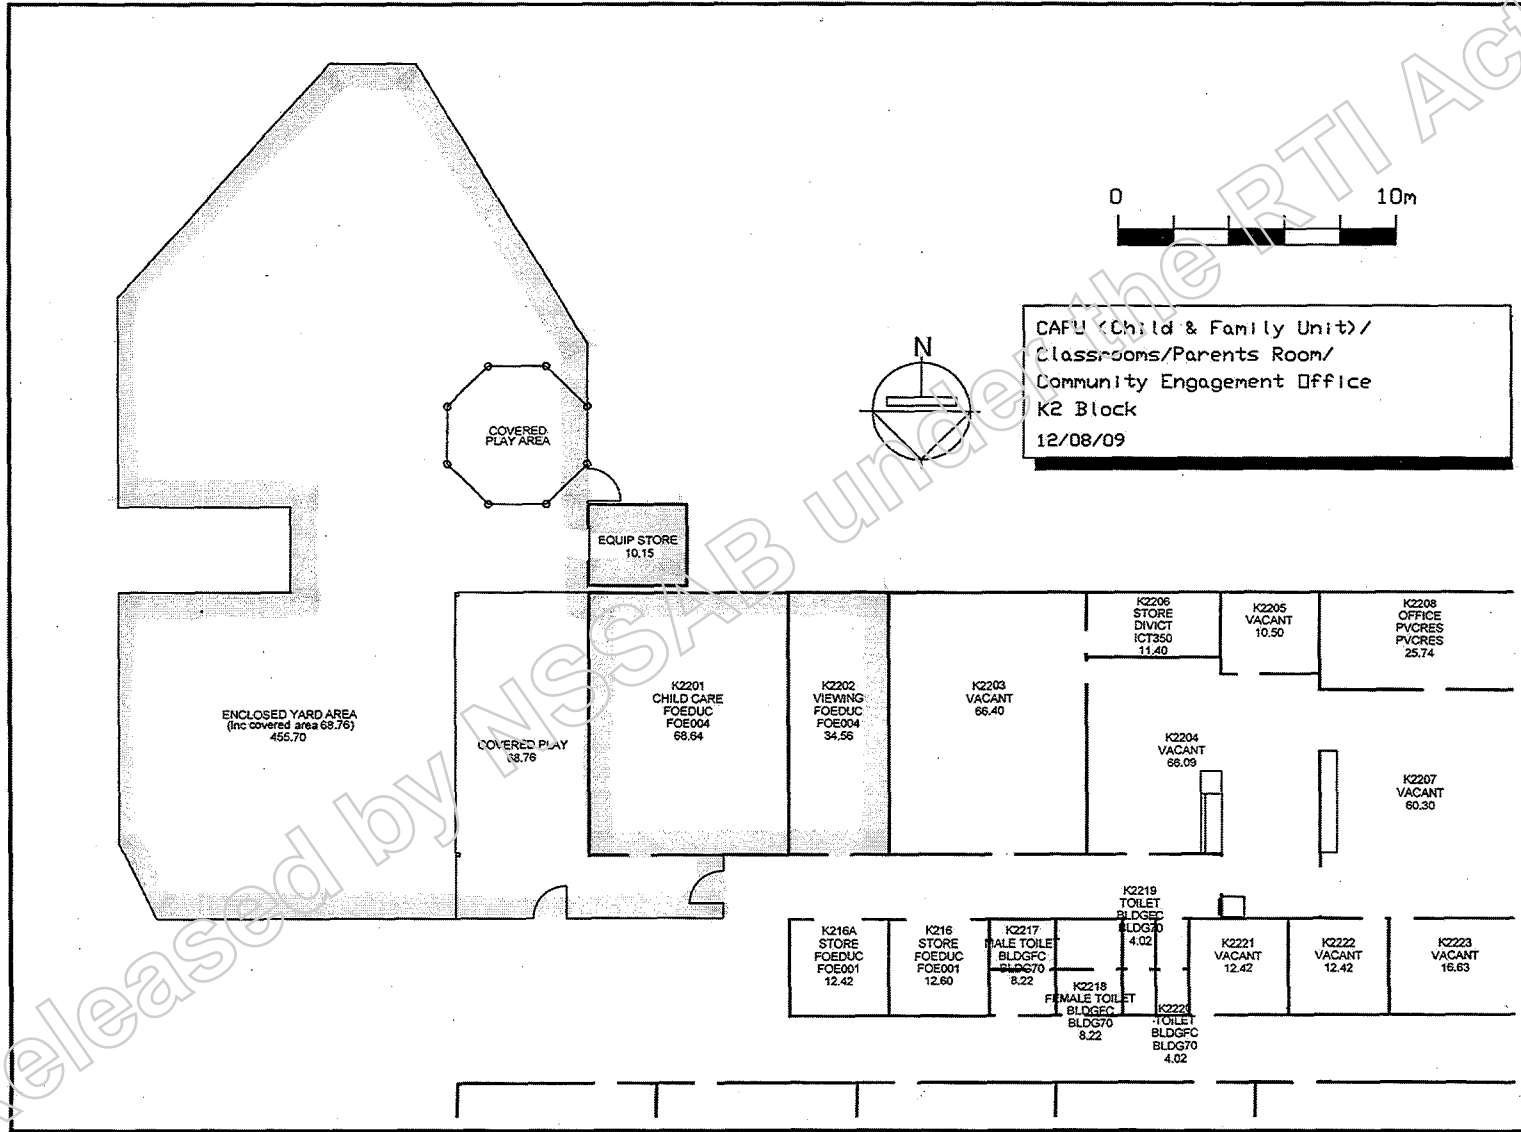 Released by NSSAB under the RTI Act
0 10m
N
CAFU (Child & Family Unit)/
Classrooms/Parents Room/
Community Engagement Office
K2 Block
12/08/09
COVERED
PLAY AREA
EQUIP STORE
10.15
ENCLOSED YARD AREA
(Inc covered area 68.76)
455.70
COVERED PLAY
68.76
K2201
CHILD CARE
FOEDUC
FOE004
68.64
K2202
VIEWING
FOEDUC
FOE004
34.56
K2203
VACANT
66.40
K2206
STORE
DIVICT
ICT350
11.40
K2205
VACANT
10.50
K2208
OFFICE
PVCRES
PVCRES
25.74
K2204
VACANT
66.09
K2207
VACANT
60.30
K216A
STORE
FOEDUC
FOE001
12.42
K216
STORE
FOEDUC
FOE001
12.60
K2217
MALE TOILET
BLDGFC
BLDG70
8.22
K2218
FEMALE TOILET
BLDGFC
BLDG70
8.22
K2219
TOILET
BLDGFC
BLDG70
4.02
K2220
TOILET
BLDGFC
BLDG70
4.02
K2221
VACANT
12.42
K2222
VACANT
12.42
K2223
VACANT
16.63